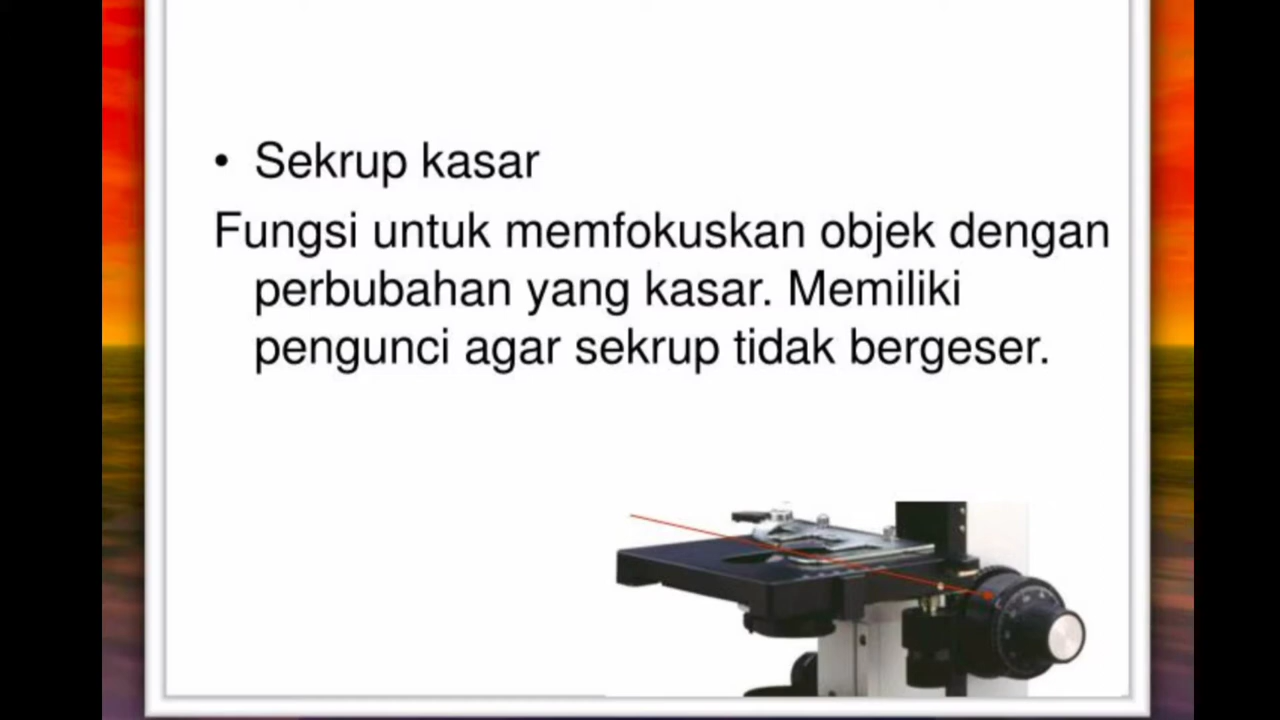 • Sekrup kasar
Fungsi untuk memfokuskan objek dengan
perbubahan yang kasar. Memiliki
pengunci agar sekrup tidak bergeser.